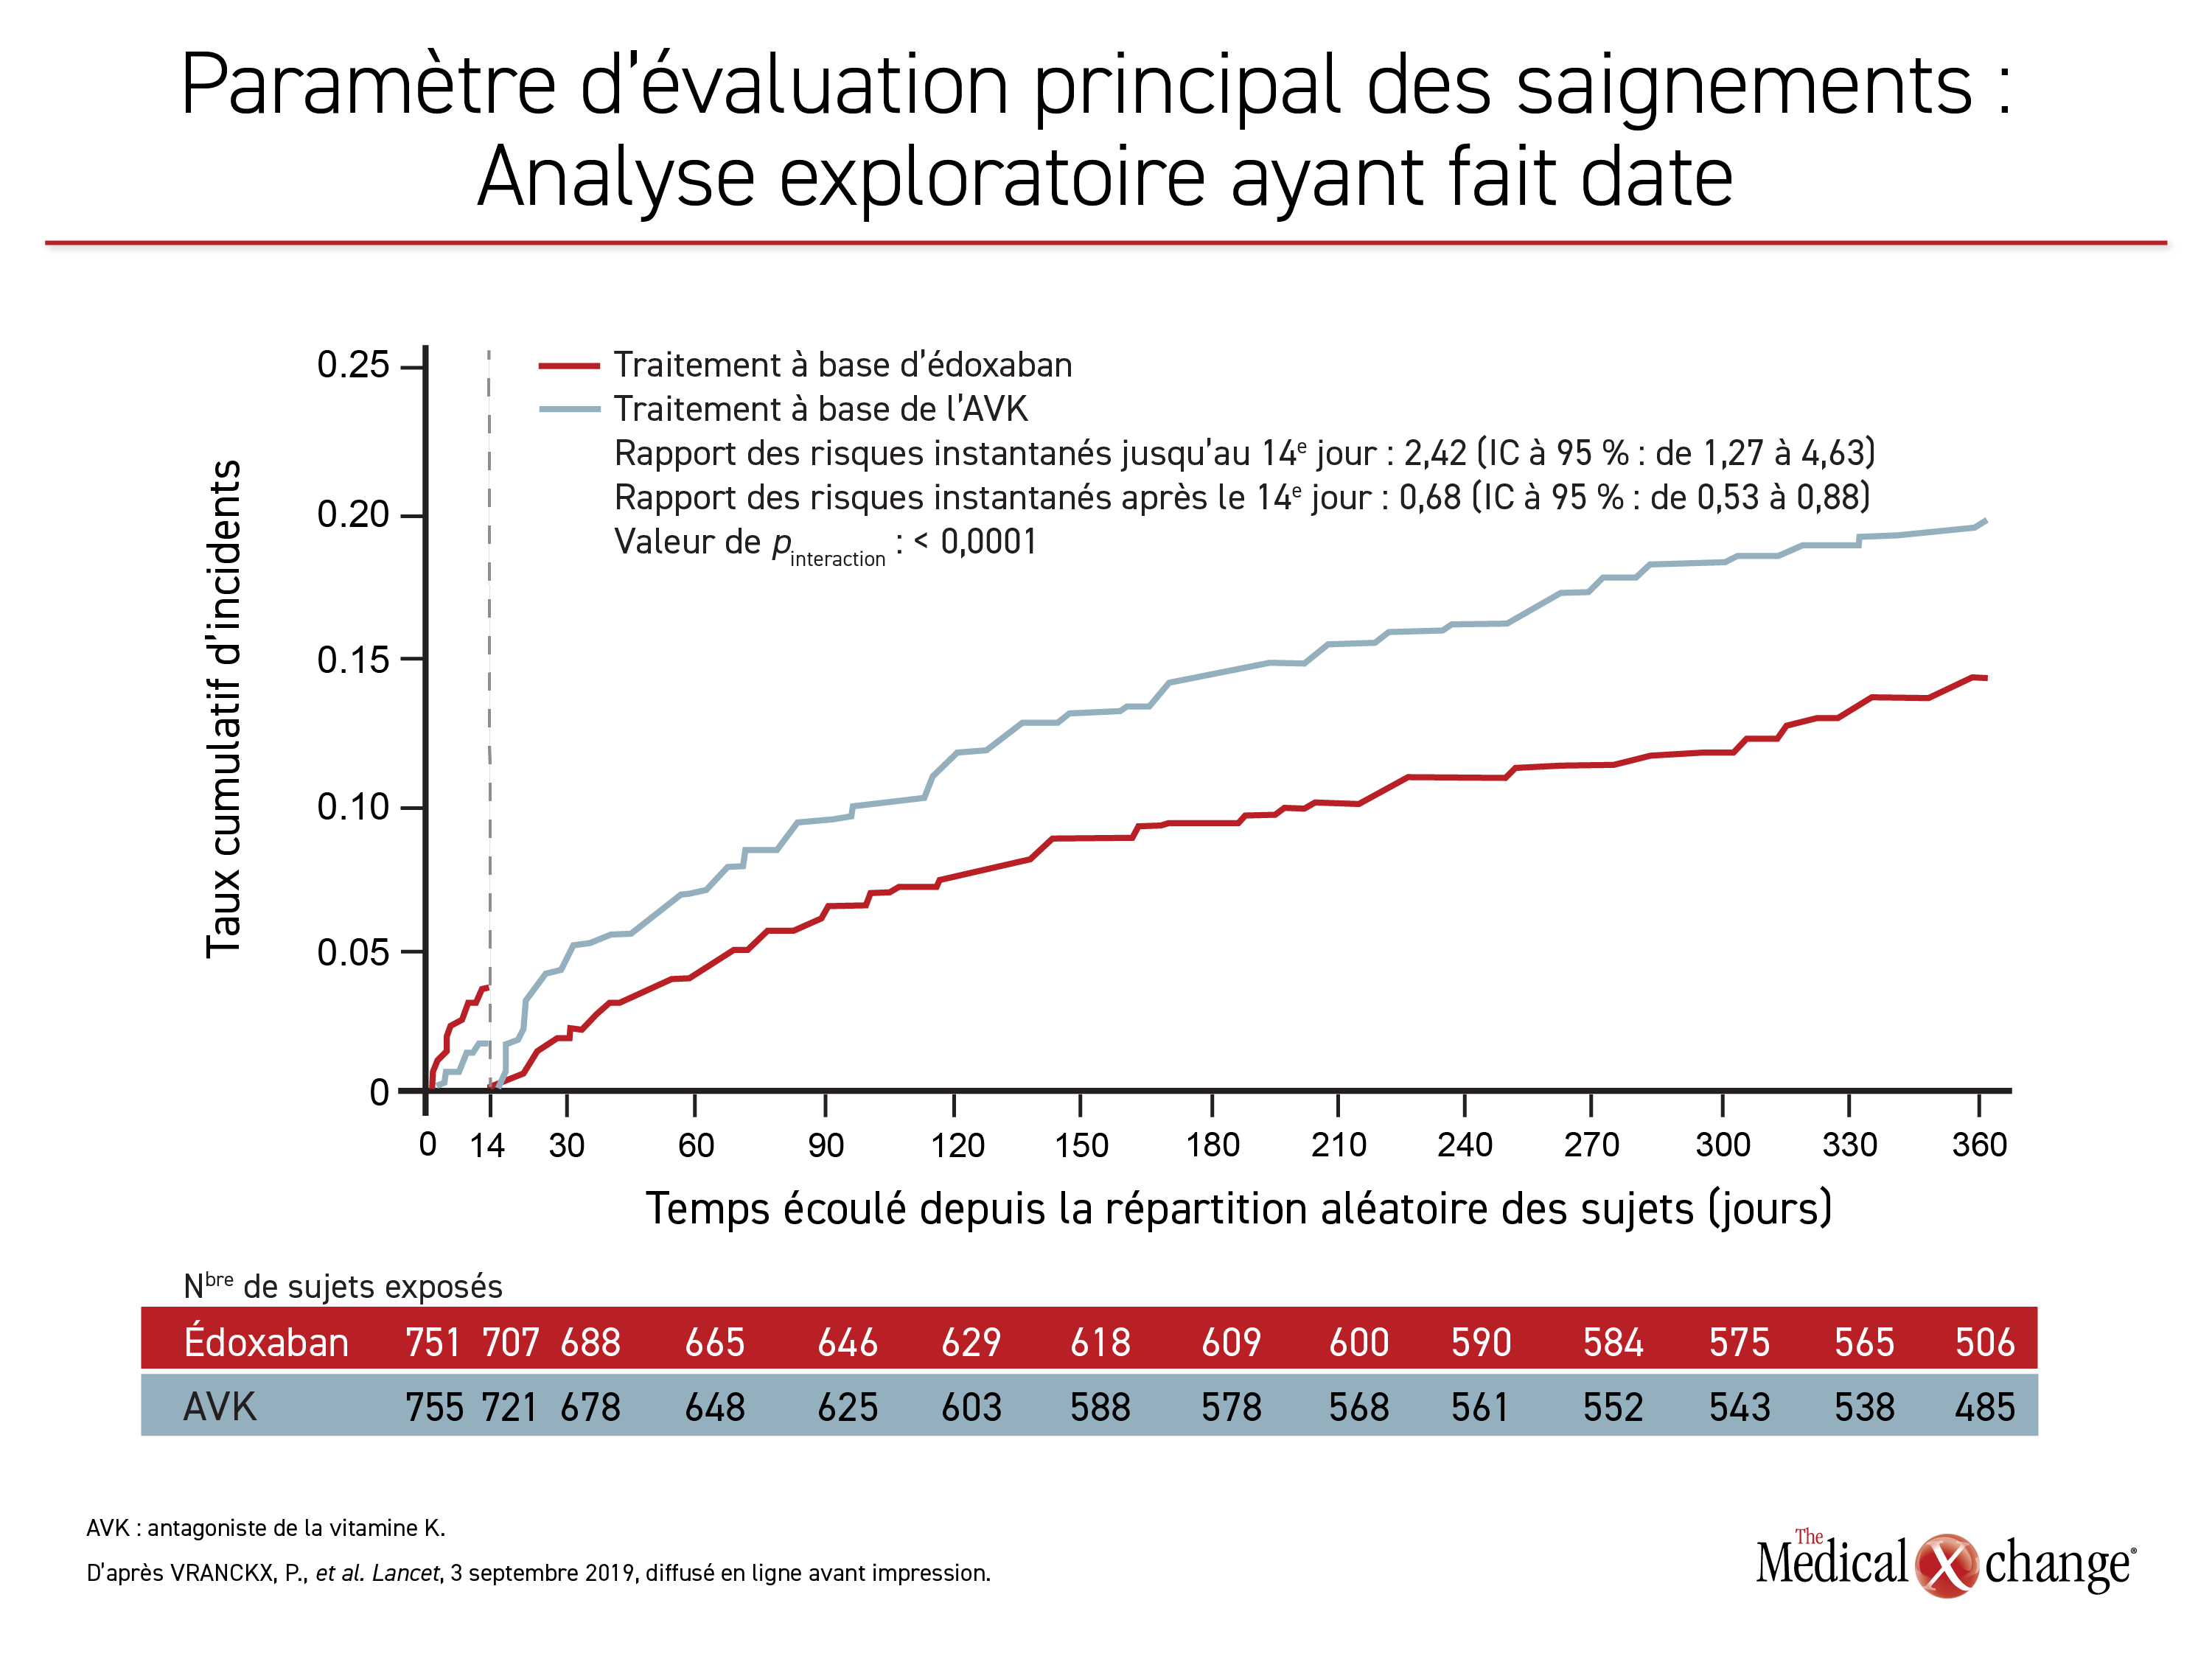 Paramètre d'évaluation principal des saignements :
Analyse exploratoire ayant fait date
Taux cumulatif d'incidents
0.25
0.20
0.15
0.10
0.05
0
Traitement à base d'édoxaban
Traitement à base de l'AVK
Rapport des risques instantanés jusqu'au 14e jour : 2,42 (IC à 95 % : de 1,27 à 4,63)
Rapport des risques instantanés après le 14e jour : 0,68 (IC à 95 % : de 0,53 à 0,88)
Valeur de pinteraction : < 0,0001
0 14 30 60 90 120 150 180 210 240 270 300 330 360
Temps écoulé depuis la répartition aléatoire des sujets (jours)
Nbre de sujets exposés
Édoxaban 751 707 688 665 646 629 618 609 600 590 584 575 565 506
AVK 755 721 678 648 625 603 588 578 568 561 552 543 538 485
AVK : antagoniste de la vitamine K.
D'après VRANCKX, P., et al. Lancet, 3 septembre 2019, diffusé en ligne avant impression.
The
Medical X change®